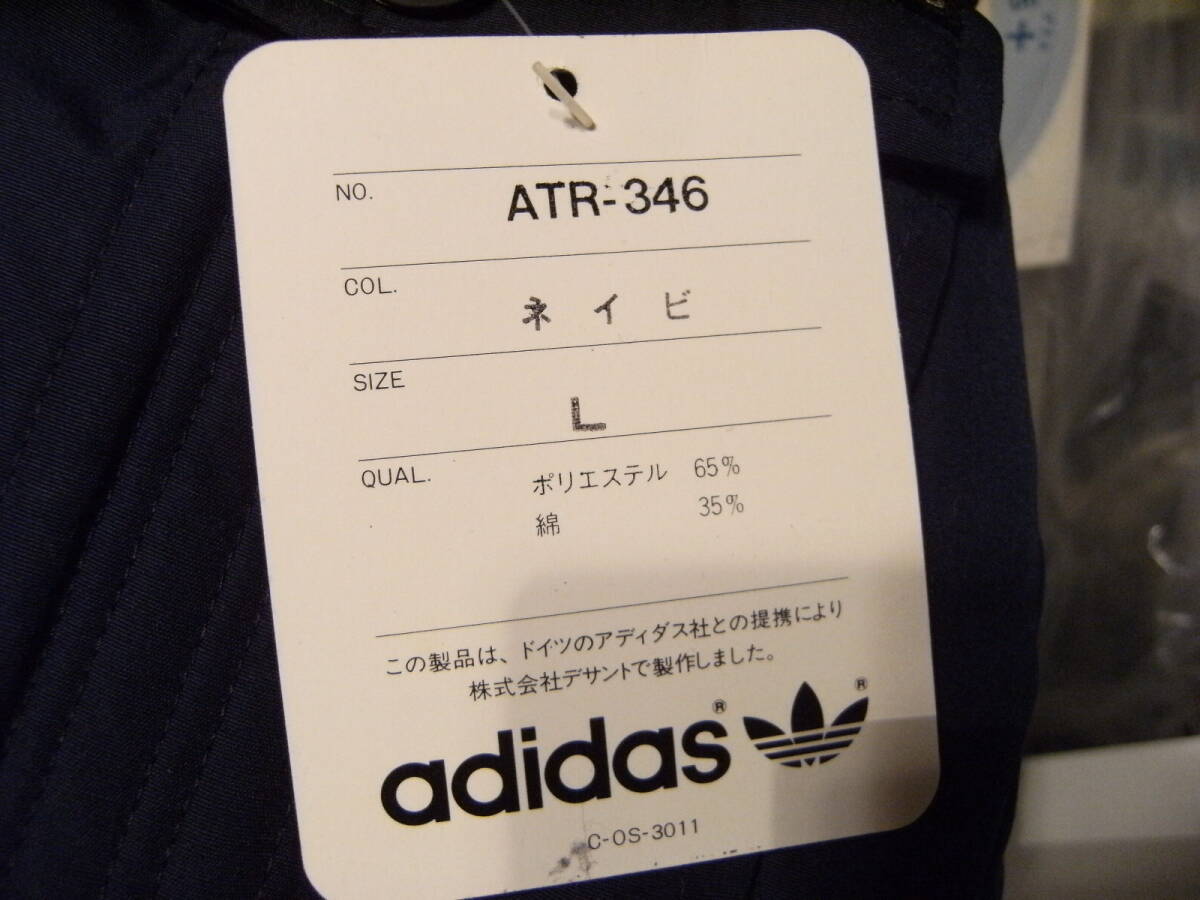 NO. ATR-346
COL. ネイビ
SIZE L
QUAL. ポリエステル 65%
綿 35%
この製品は、ドイツのアディダス社との提携により
株式会社デサントで製作しました。
adidas® ®
C-OS-3011